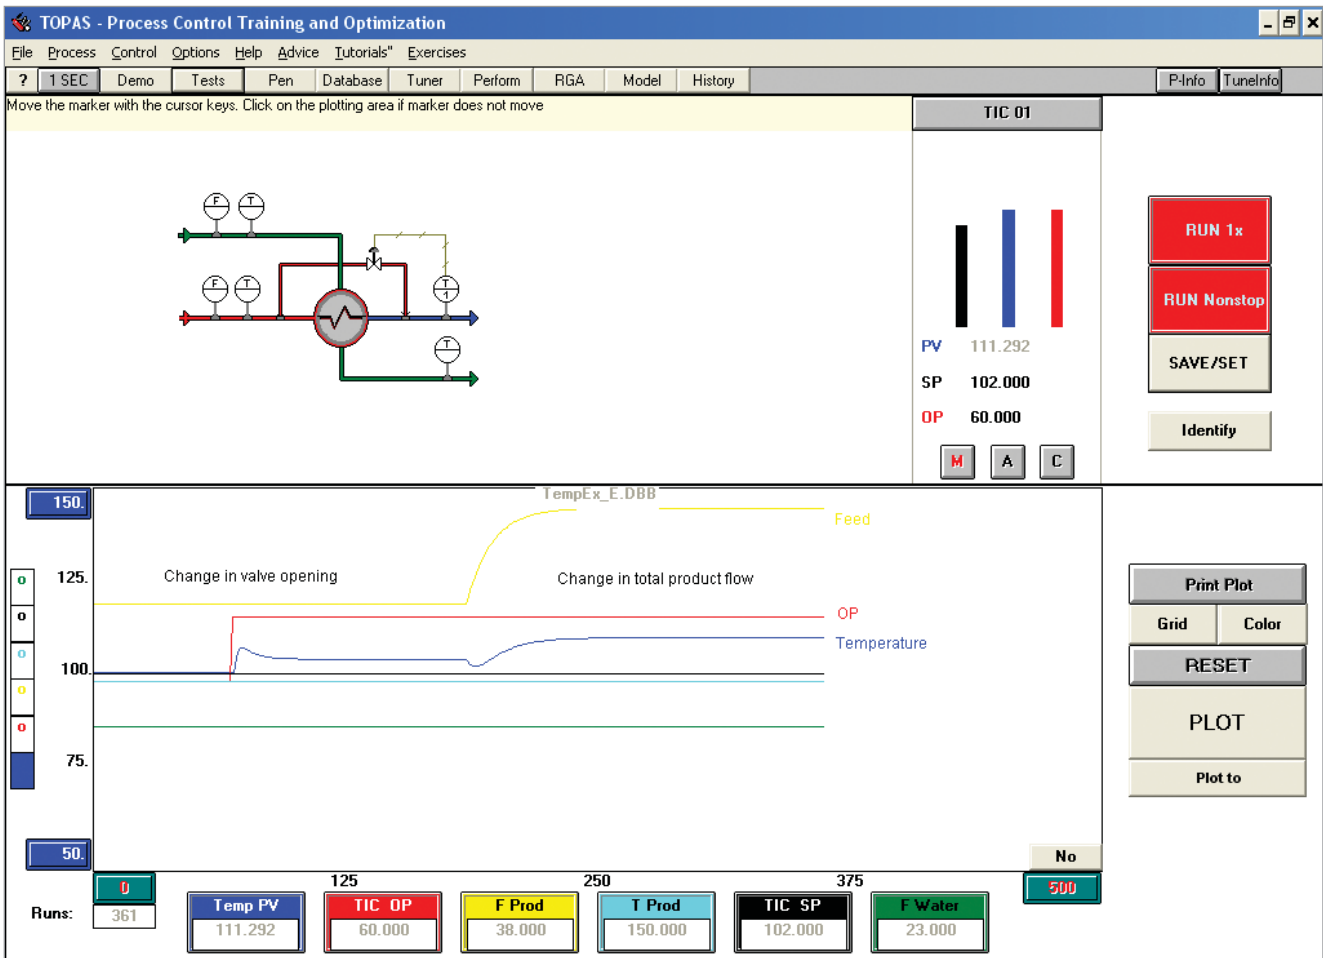 TOPAS - Process Control Training and Optimization
File Process Control Options Help Advice Tutorials" Exercises
? 1 SEC Demo Tests Pen Database Tuner Perform RGA Model History P-Info TuneInfo
Move the marker with the cursor keys. Click on the plotting area if marker does not move
TIC 01
F T
F T T
1
T
RUN 1x
RUN Nonstop
SAVE/SET
Identify
PV 111.292
SP 102.000
OP 60.000
M A C
TempEx_E.DBB
150.
125.
100.
75.
50.
o
o
o
o
o
Feed
Change in valve opening
Change in total product flow
OP
Temperature
Print Plot
Grid Color
RESET
PLOT
Plot to
No
0 125 250 375 500
Runs: 361
Temp PV TIC OP F Prod T Prod TIC SP F Water
111.292 60.000 38.000 150.000 102.000 23.000